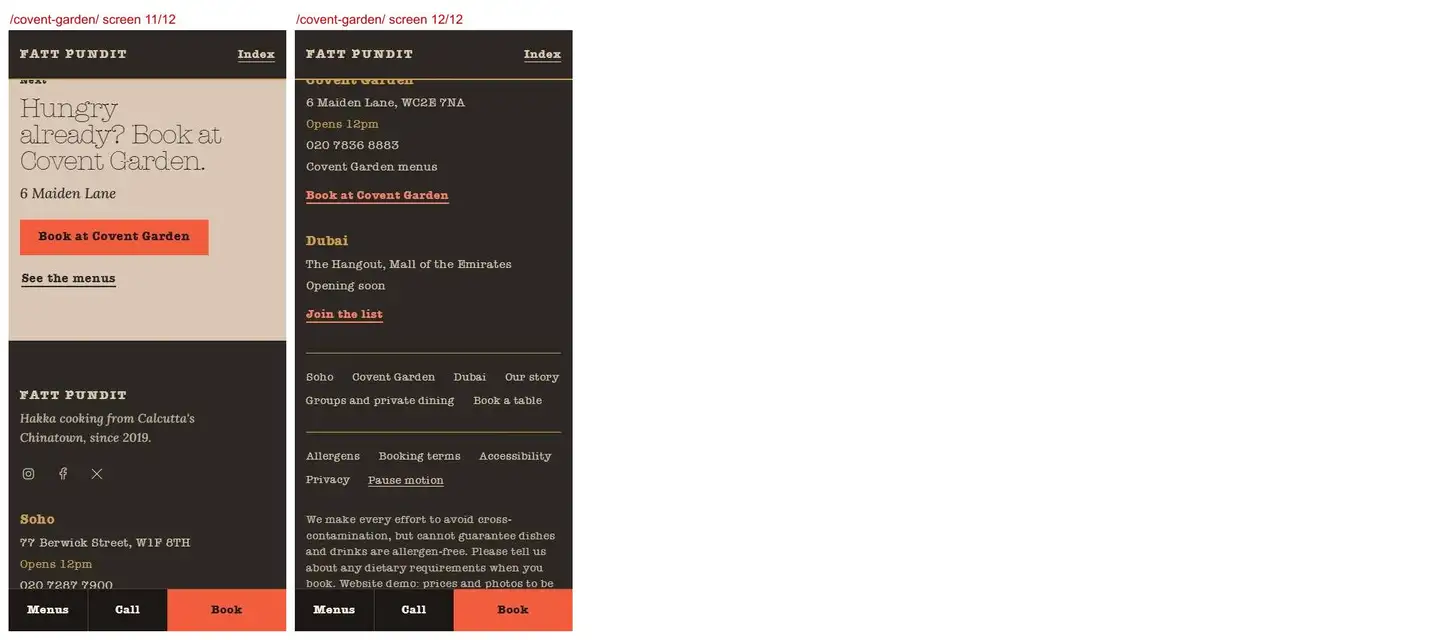 /covent-garden/ screen 11/12
FATT PUNDIT
Index
Next
Hungry
already? Book at
Covent Garden.
6 Maiden Lane
Book at Covent Garden
See the menus
FATT PUNDIT
Hakka cooking from Calcutta's
Chinatown, since 2019.
Soho
77 Berwick Street, W1F 8TH
Opens 12pm
020 7287 7900
Menus
Call
Book
/covent-garden/ screen 12/12
FATT PUNDIT
Index
Covent Garden
6 Maiden Lane, WC2E 7NA
Opens 12pm
020 7836 8883
Covent Garden menus
Book at Covent Garden
Dubai
The Hangout, Mall of the Emirates
Opening soon
Join the list
Soho Covent Garden Dubai Our story
Groups and private dining Book a table
Allergens Booking terms Accessibility
Privacy Pause motion
We make every effort to avoid cross-
contamination, but cannot guarantee dishes
and drinks are allergen-free. Please tell us
about any dietary requirements when you
book. Website demo: prices and photos to be
Menus
Call
Book